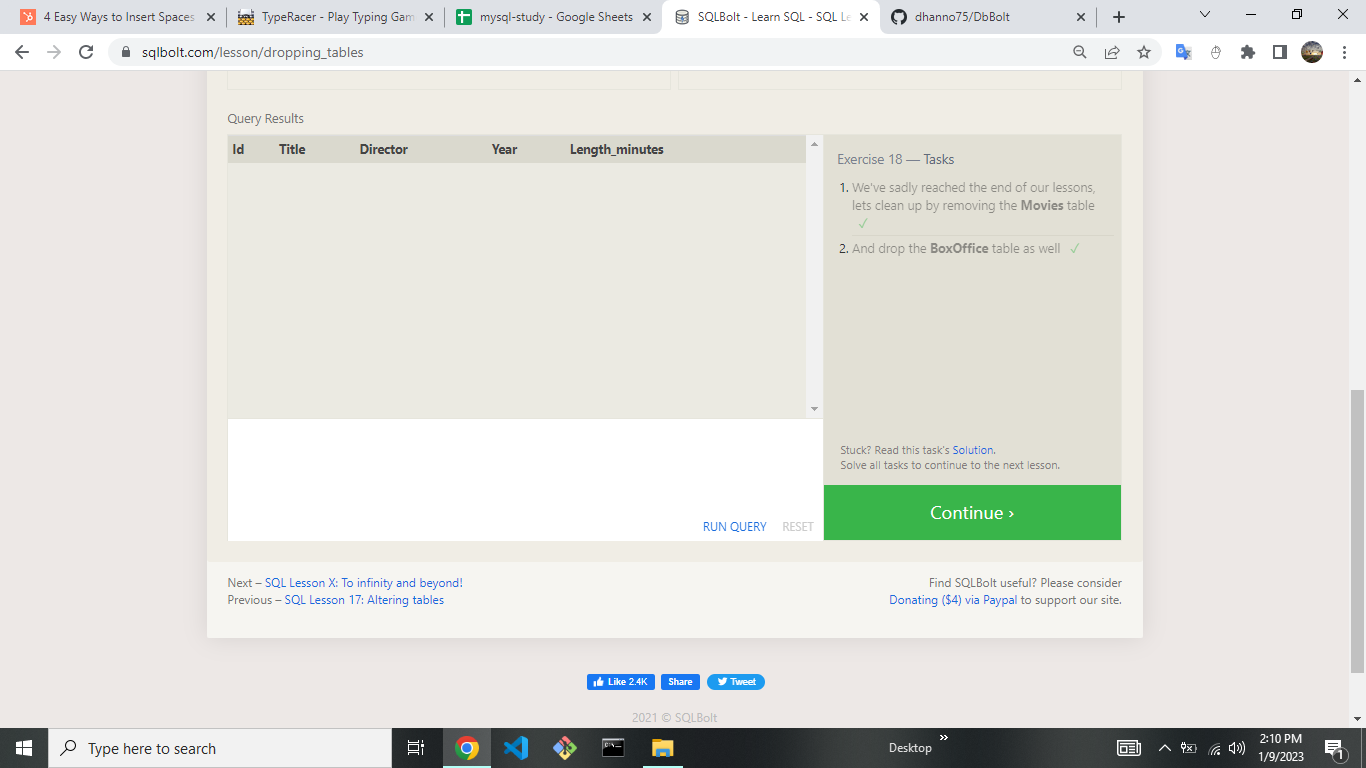 4 Easy Ways to Insert Spaces
TypeRacer - Play Typing Gam
mysql-study - Google Sheets
SQLBolt - Learn SQL - SQL Le
dhanno75/DbBolt
sqlbolt.com/lesson/dropping_tables
Query Results
Id Title Director Year Length_minutes
Exercise 18 — Tasks
1. We've sadly reached the end of our lessons,
lets clean up by removing the Movies table
✓
2. And drop the BoxOffice table as well ✓
Stuck? Read this task's Solution.
Solve all tasks to continue to the next lesson.
RUN QUERY RESET
Continue ›
Next – SQL Lesson X: To infinity and beyond!
Previous – SQL Lesson 17: Altering tables
Find SQLBolt useful? Please consider
Donating ($4) via Paypal to support our site.
Like 2.4K Share Tweet
2021 © SQLBolt
Type here to search
Desktop
2:10 PM
1/9/2023
1